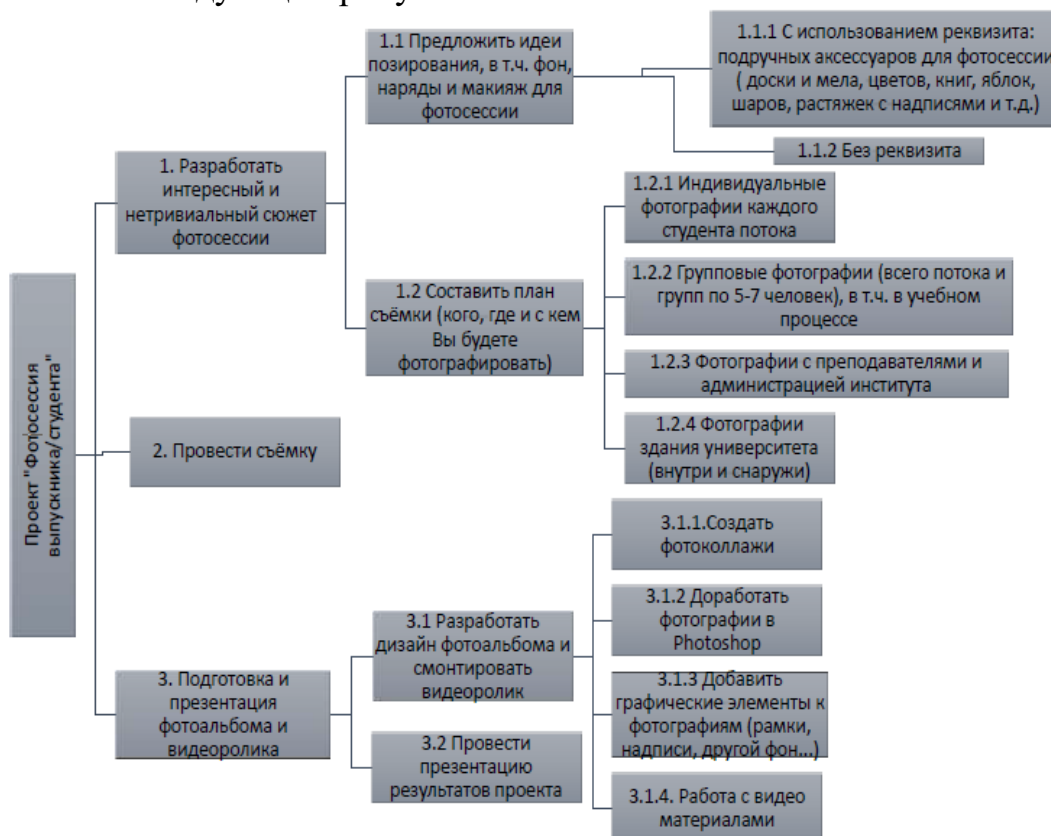 Проект "Фотосессия
выпускника/студента"
1. Разработать
интересный и
нетривиальный сюжет
фотосессии
1.1 Предложить идеи
позирования, в т.ч. фон,
наряды и макияж для
фотосессии
1.1.1 С использованием реквизита:
подручных аксессуаров для фотосессии
( доски и мела, цветов, книг, яблок,
шаров, растяжек с надписями и т.д.)
1.1.2 Без реквизита
1.2 Составить план
съёмки (кого, где и с кем
Вы будете
фотографировать)
1.2.1 Индивидуальные
фотографии каждого
студента потока
1.2.2 Групповые фотографии (всего потока и
групп по 5-7 человек), в т.ч. в учебном
процессе
1.2.3 Фотографии с преподавателями и
администрацией института
1.2.4 Фотографии
здания университета
(внутри и снаружи)
2. Провести съёмку
3. Подготовка и
презентация
фотоальбома и
видеоролика
3.1 Разработать
дизайн фотоальбома и
смонтировать
видеоролик
3.1.1.Создать
фотоколлажи
3.1.2 Доработать
фотографии в
Photoshop
3.1.3 Добавить
графические элементы к
фотографиям (рамки,
надписи, другой фон...)
3.1.4. Работа с видео
материалами
3.2 Провести
презентацию
результатов проекта